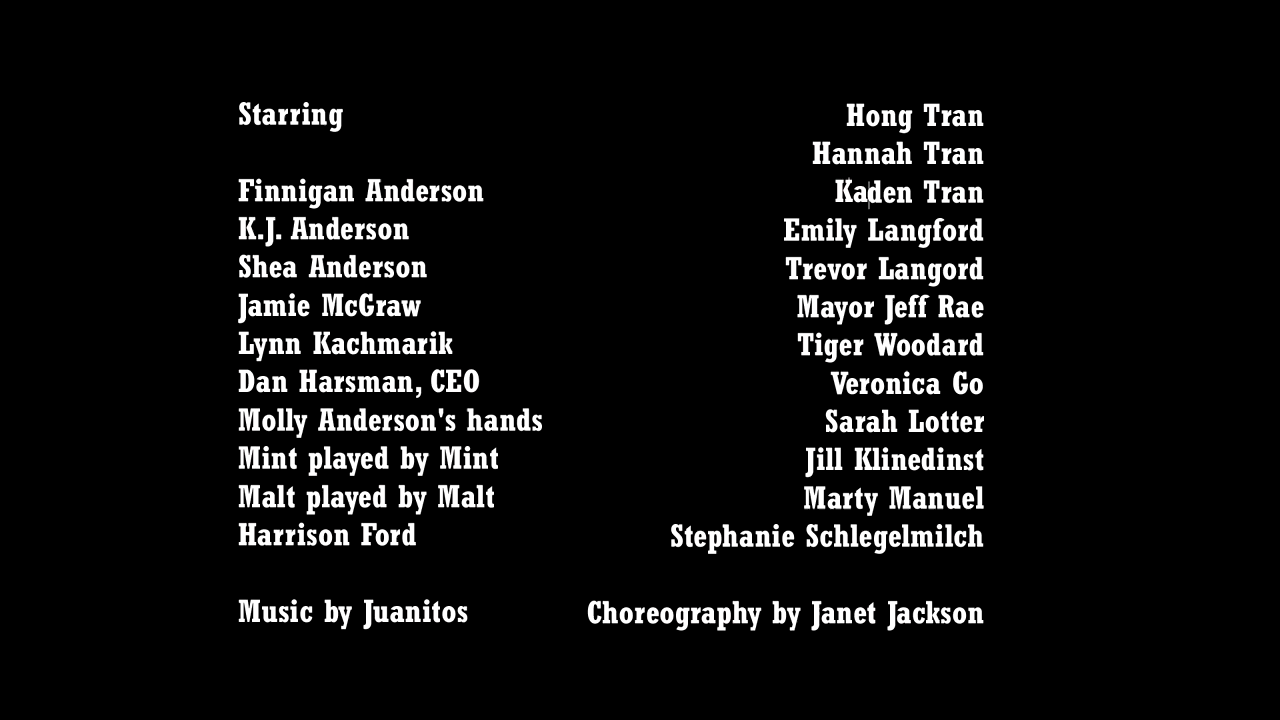 Starring
Finnigan Anderson
K.J. Anderson
Shea Anderson
Jamie McGraw
Lynn Kachmarik
Dan Harsman, CEO
Molly Anderson's hands
Mint played by Mint
Malt played by Malt
Harrison Ford
Music by Juanitos
Hong Tran
Hannah Tran
Kaden Tran
Emily Langford
Trevor Langord
Mayor Jeff Rae
Tiger Woodard
Veronica Go
Sarah Lotter
Jill Klinedinst
Marty Manuel
Stephanie Schlegelmilch
Choreography by Janet Jackson